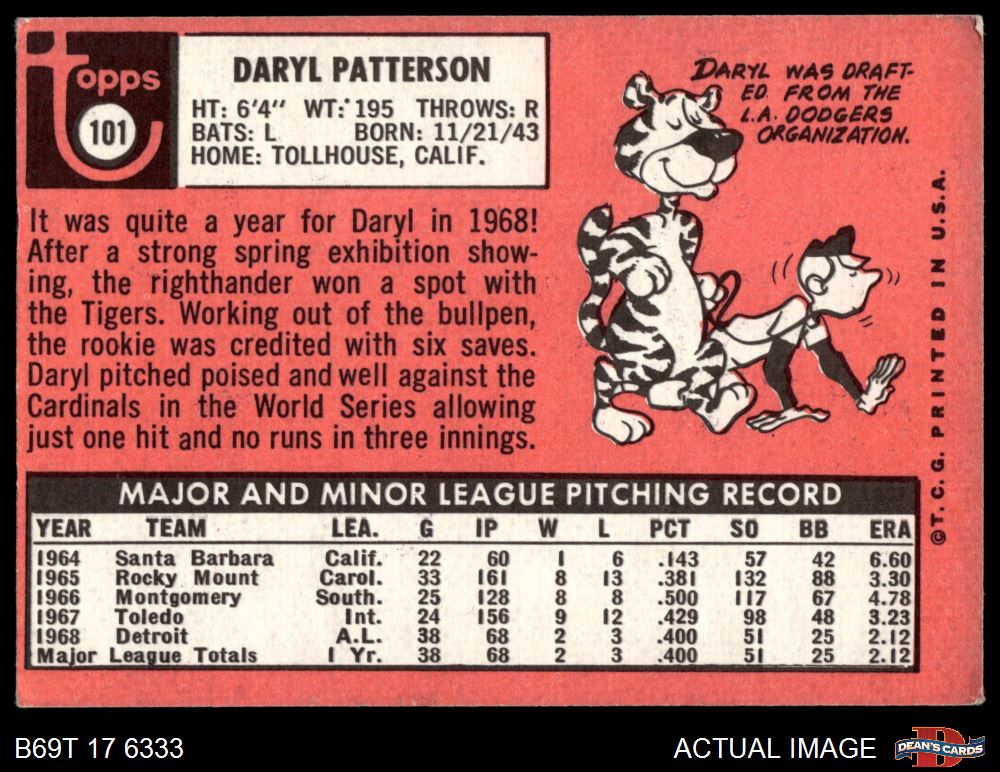 topps
101
DARYL PATTERSON
HT: 6'4" WT: 195 THROWS: R
BATS: L BORN: 11/21/43
HOME: TOLLHOUSE, CALIF.
DARYL WAS DRAFT-
ED FROM THE
L.A. DODGERS
ORGANIZATION.
It was quite a year for Daryl in 1968!
After a strong spring exhibition show-
ing, the righthander won a spot with
the Tigers. Working out of the bullpen,
the rookie was credited with six saves.
Daryl pitched poised and well against the
Cardinals in the World Series allowing
just one hit and no runs in three innings.
©T. C. G. PRINTED IN U.S.A.
MAJOR AND MINOR LEAGUE PITCHING RECORD
YEAR TEAM LEA. G IP W L PCT SO BB ERA
1964 Santa Barbara Calif. 22 60 1 6 .143 57 42 6.60
1965 Rocky Mount Carol. 33 161 8 13 .381 132 88 3.30
1966 Montgomery South. 25 128 8 8 .500 117 67 4.78
1967 Toledo Int. 24 156 9 12 .429 98 48 3.23
1968 Detroit A.L. 38 68 2 3 .400 51 25 2.12
Major League Totals 1 Yr. 38 68 2 3 .400 51 25 2.12
B69T 17 6333
ACTUAL IMAGE
D
DEAN'S CARDS